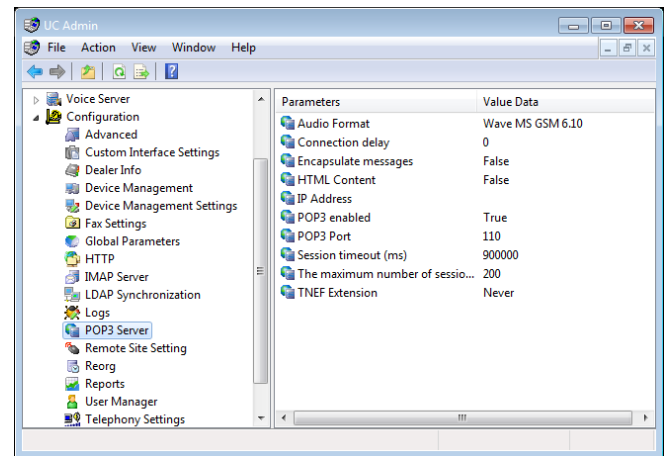 UC Admin
File Action View Window Help
Voice Server
Configuration
Advanced
Custom Interface Settings
Dealer Info
Device Management
Device Management Settings
Fax Settings
Global Parameters
HTTP
IMAP Server
LDAP Synchronization
Logs
POP3 Server
Remote Site Setting
Reorg
Reports
User Manager
Telephony Settings
Parameters Value Data
Audio Format Wave MS GSM 6.10
Connection delay 0
Encapsulate messages False
HTML Content False
IP Address
POP3 enabled True
POP3 Port 110
Session timeout (ms) 900000
The maximum number of sessio... 200
TNEF Extension Never